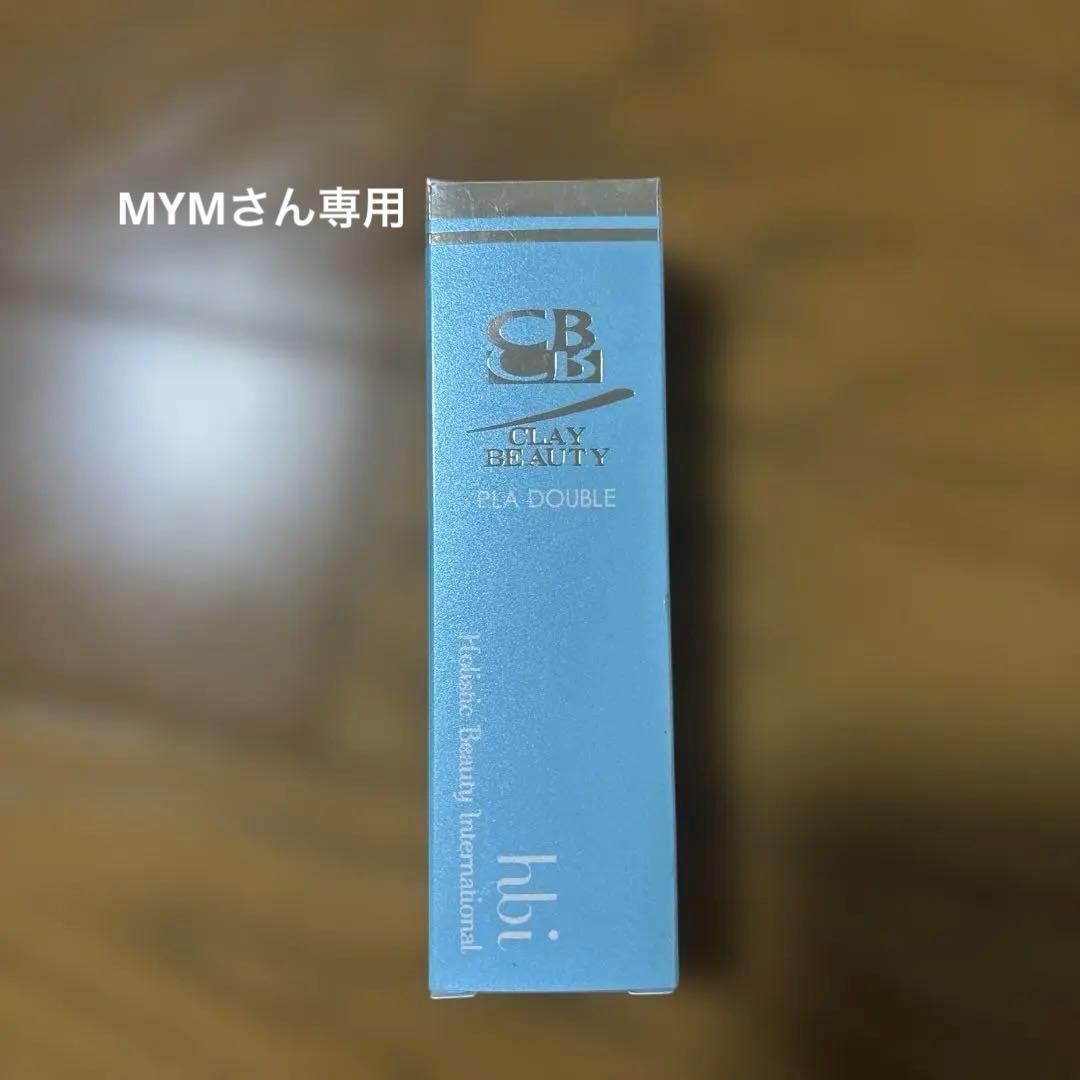 MYMさん専用
CB
CLAY
BEAUTY
PLA DOUBLE
Holistic Beauty International
hbi